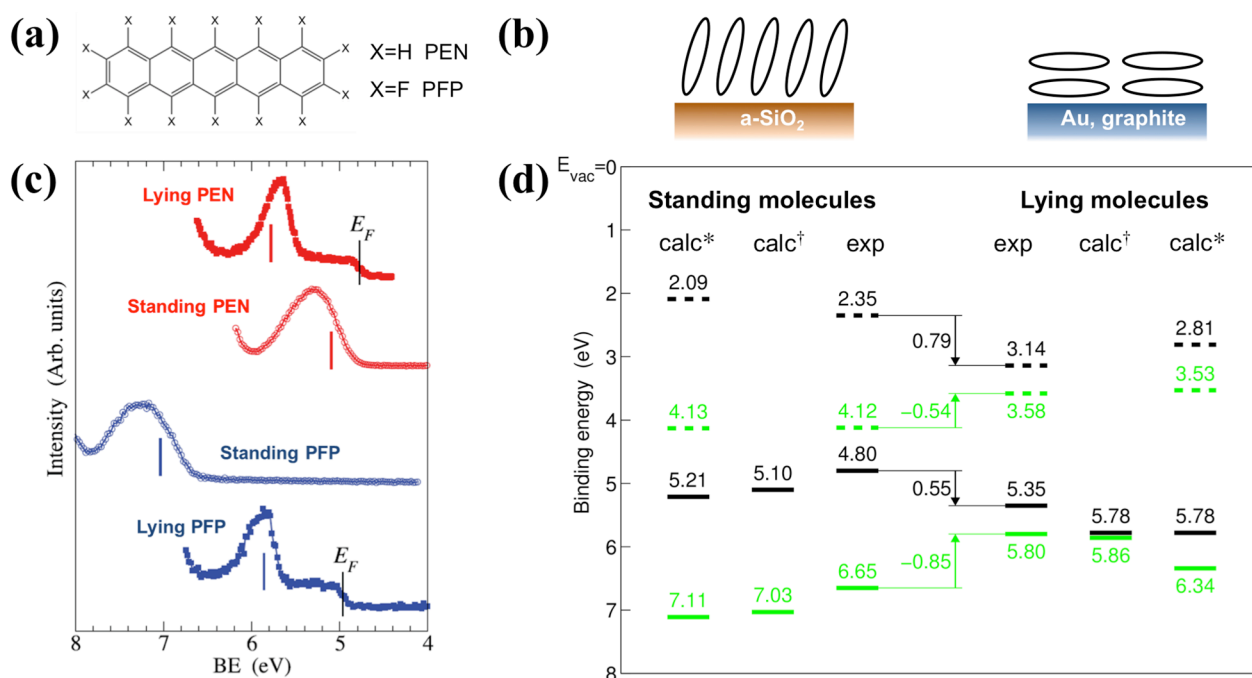 (a)
X X X X X
X X
X X
X X X X X
X=H PEN
X=F PFP
(b)
a-SiO₂
Au, graphite
(c)
Lying PEN
E_F
Standing PEN
Standing PFP
Lying PFP
E_F
Intensity (Arb. units)
8 7 6 5 4
BE (eV)
(d)
E_vac=0
1
2
3
4
5
6
7
8
Binding energy (eV)
Standing molecules
Lying molecules
calc* calc† exp exp calc† calc*
2.09
2.35
0.79
3.14
2.81
3.53
4.13
4.12
−0.54
3.58
4.80
5.21
5.10
0.55
5.35
5.78
5.78
−0.85
5.80
5.86
6.34
6.65
7.11
7.03